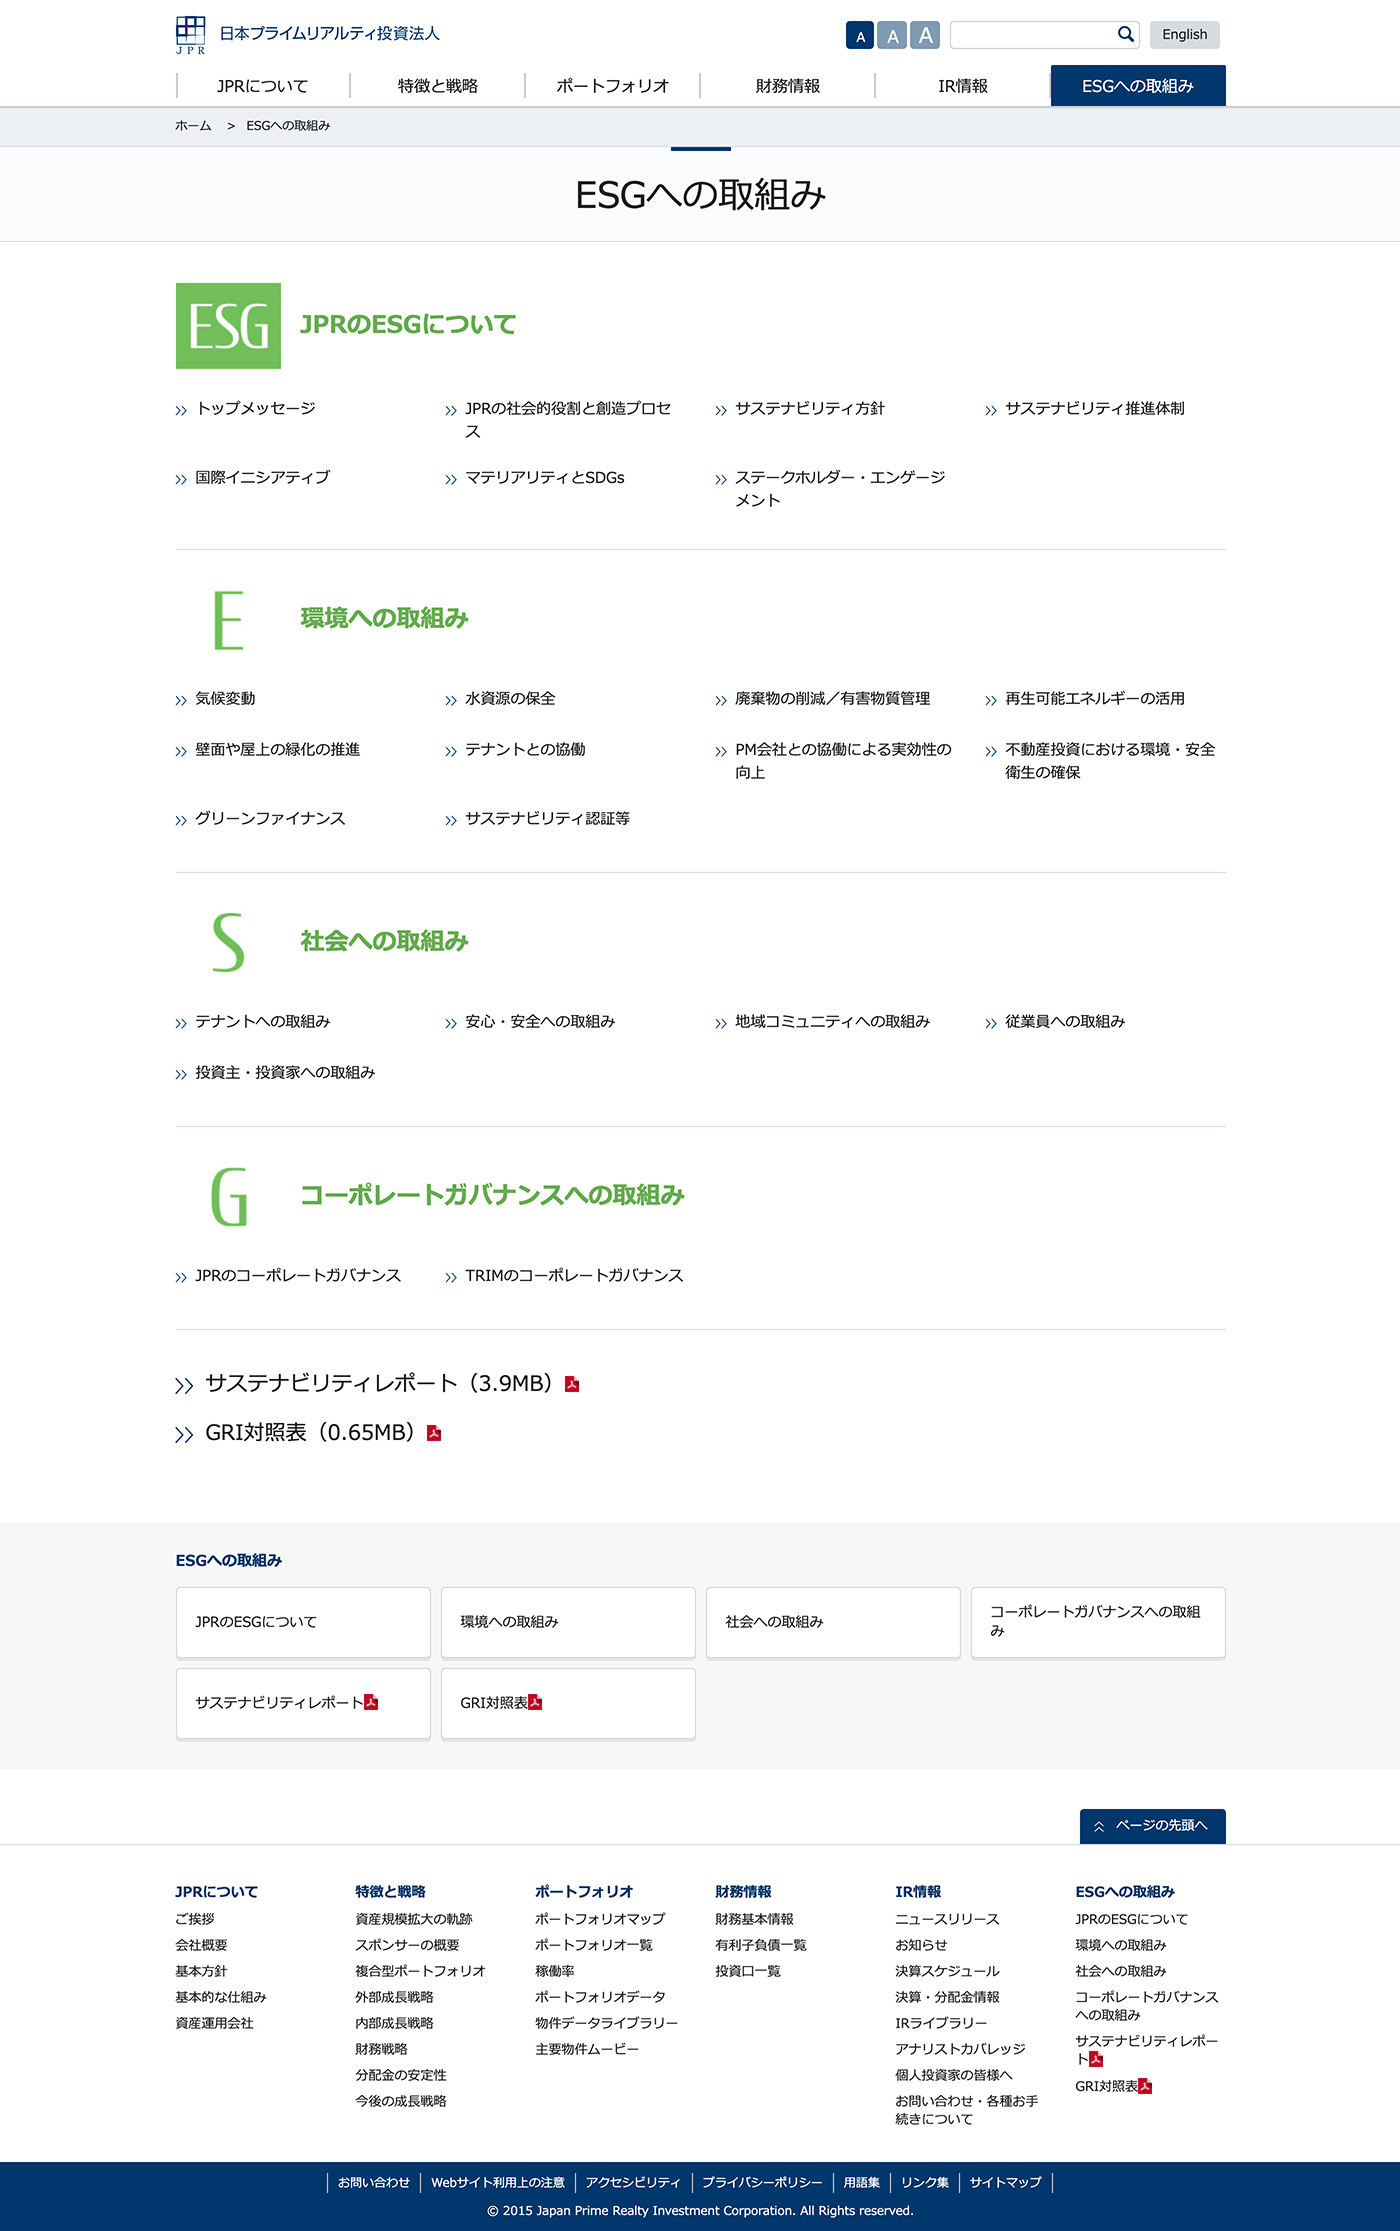 JPR
日本プライムリアルティ投資法人
A A A
English
JPRについて
特徴と戦略
ポートフォリオ
財務情報
IR情報
ESGへの取組み
ホーム > ESGへの取組み
ESGへの取組み
ESG
JPRのESGについて
トップメッセージ
JPRの社会的役割と創造プロセ
ス
サステナビリティ方針
サステナビリティ推進体制
国際イニシアティブ
マテリアリティとSDGs
ステークホルダー・エンゲージ
メント
E
環境への取組み
気候変動
水資源の保全
廃棄物の削減／有害物質管理
再生可能エネルギーの活用
壁面や屋上の緑化の推進
テナントとの協働
PM会社との協働による実効性の
向上
不動産投資における環境・安全
衛生の確保
グリーンファイナンス
サステナビリティ認証等
S
社会への取組み
テナントへの取組み
安心・安全への取組み
地域コミュニティへの取組み
従業員への取組み
投資主・投資家への取組み
G
コーポレートガバナンスへの取組み
JPRのコーポレートガバナンス
TRIMのコーポレートガバナンス
サステナビリティレポート（3.9MB）
GRI対照表（0.65MB）
ESGへの取組み
JPRのESGについて
環境への取組み
社会への取組み
コーポレートガバナンスへの取組
み
サステナビリティレポート
GRI対照表
ページの先頭へ
JPRについて
ご挨拶
会社概要
基本方針
基本的な仕組み
資産運用会社
特徴と戦略
資産規模拡大の軌跡
スポンサーの概要
複合型ポートフォリオ
外部成長戦略
内部成長戦略
財務戦略
分配金の安定性
今後の成長戦略
ポートフォリオ
ポートフォリオマップ
ポートフォリオ一覧
稼働率
ポートフォリオデータ
物件データライブラリー
主要物件ムービー
財務情報
財務基本情報
有利子負債一覧
投資口一覧
IR情報
ニュースリリース
お知らせ
決算スケジュール
決算・分配金情報
IRライブラリー
アナリストカバレッジ
個人投資家の皆様へ
お問い合わせ・各種お手
続きについて
ESGへの取組み
JPRのESGについて
環境への取組み
社会への取組み
コーポレートガバナンス
への取組み
サステナビリティレポー
ト
GRI対照表
お問い合わせ
Webサイト利用上の注意
アクセシビリティ
プライバシーポリシー
用語集
リンク集
サイトマップ
© 2015 Japan Prime Realty Investment Corporation. All Rights reserved.